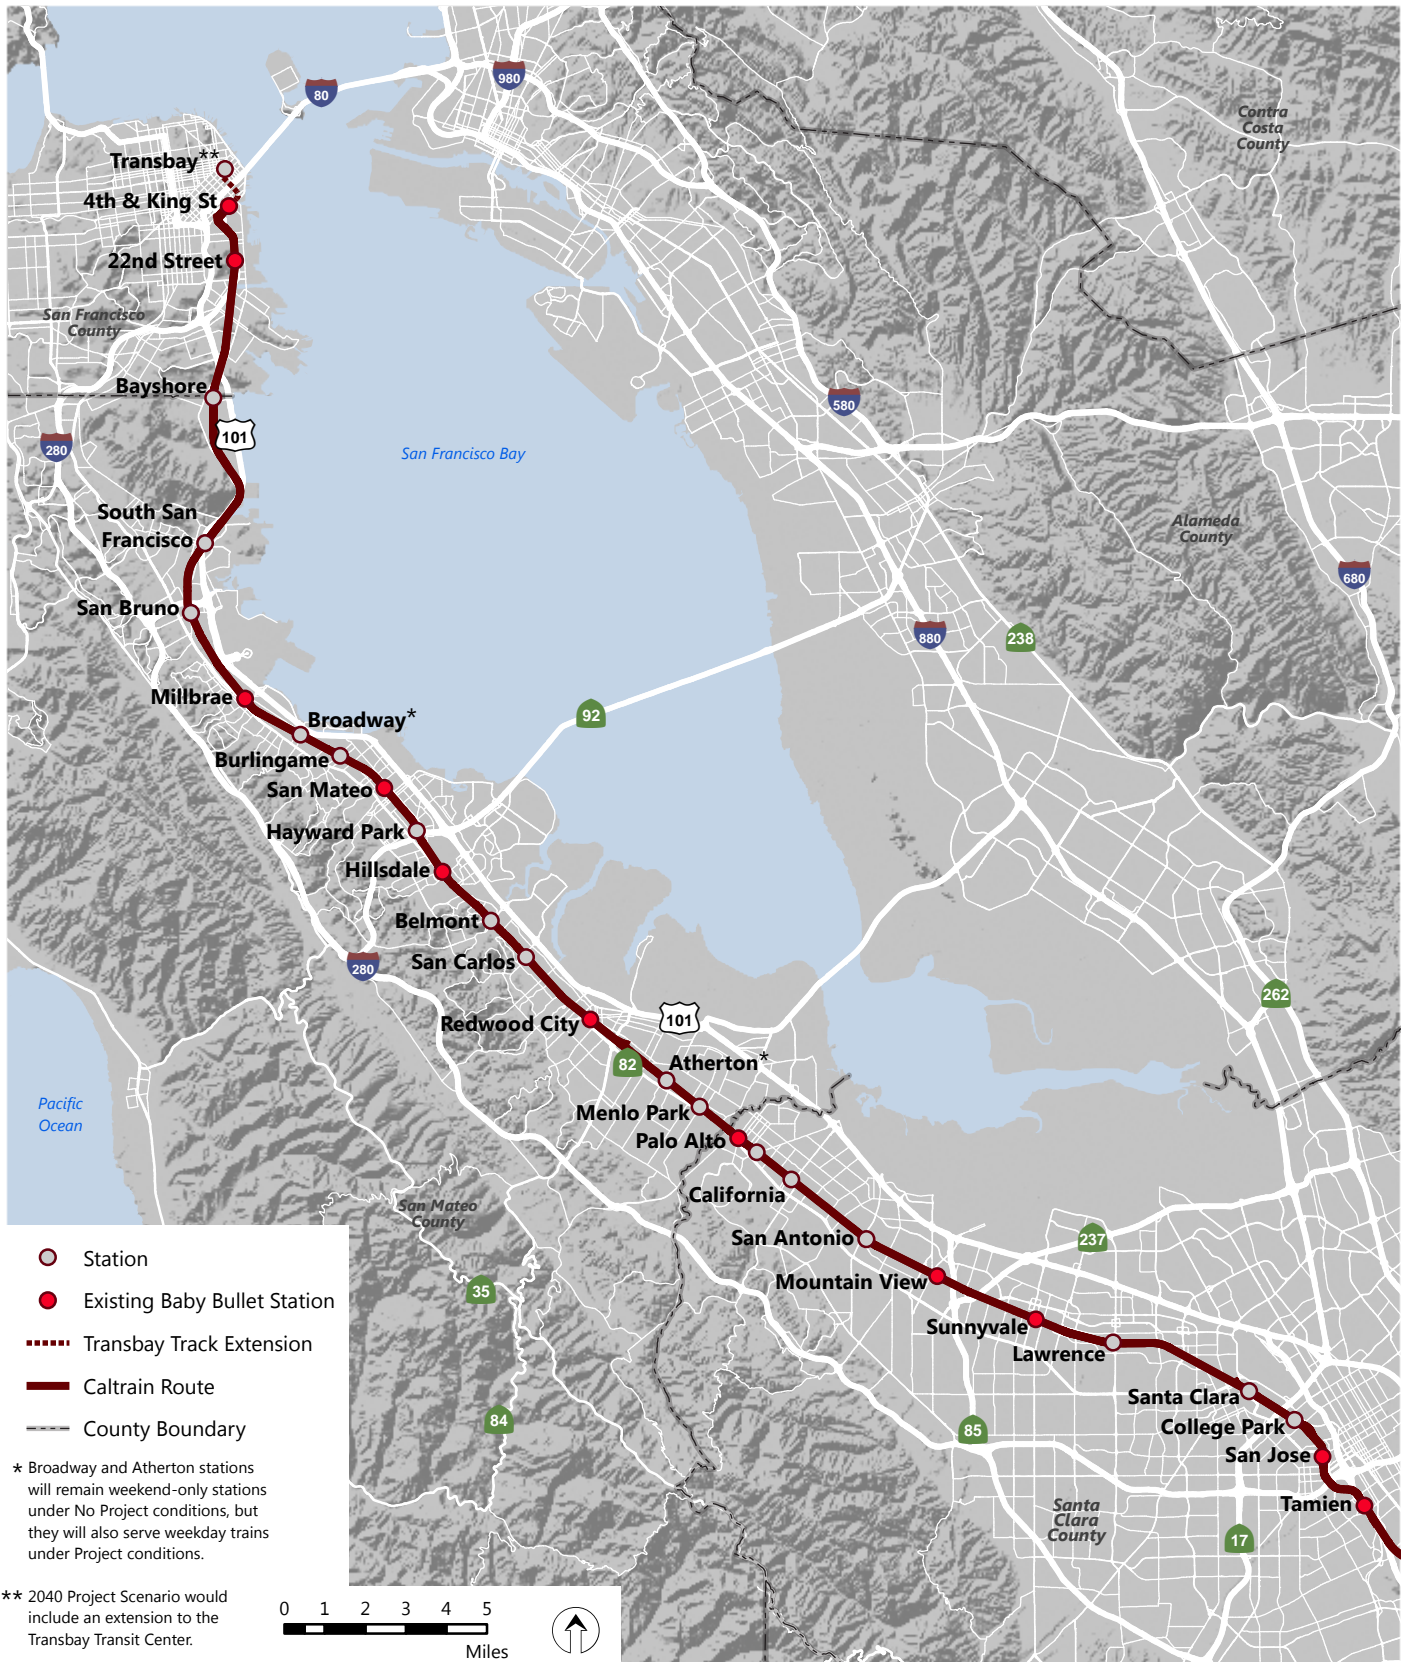 980
80
Contra
Costa
County
Transbay**
4th & King St
22nd Street
San Francisco
County
Bayshore
580
101
280
San Francisco Bay
South San
Francisco
Alameda
County
680
San Bruno
880
238
Millbrae
92
Broadway*
Burlingame
San Mateo
Hayward Park
Hillsdale
Belmont
San Carlos
280
262
Redwood City
101
82
Atherton*
Pacific
Ocean
Menlo Park
Palo Alto
California
San Mateo
County
San Antonio
237
Mountain View
35
Sunnyvale
Lawrence
Santa Clara
84
85
College Park
San Jose
Tamien
Santa
Clara
County
17
Station
Existing Baby Bullet Station
Transbay Track Extension
Caltrain Route
County Boundary
* Broadway and Atherton stations
will remain weekend-only stations
under No Project conditions, but
they will also serve weekday trains
under Project conditions.
** 2040 Project Scenario would
include an extension to the
Transbay Transit Center.
0 1 2 3 4 5
Miles